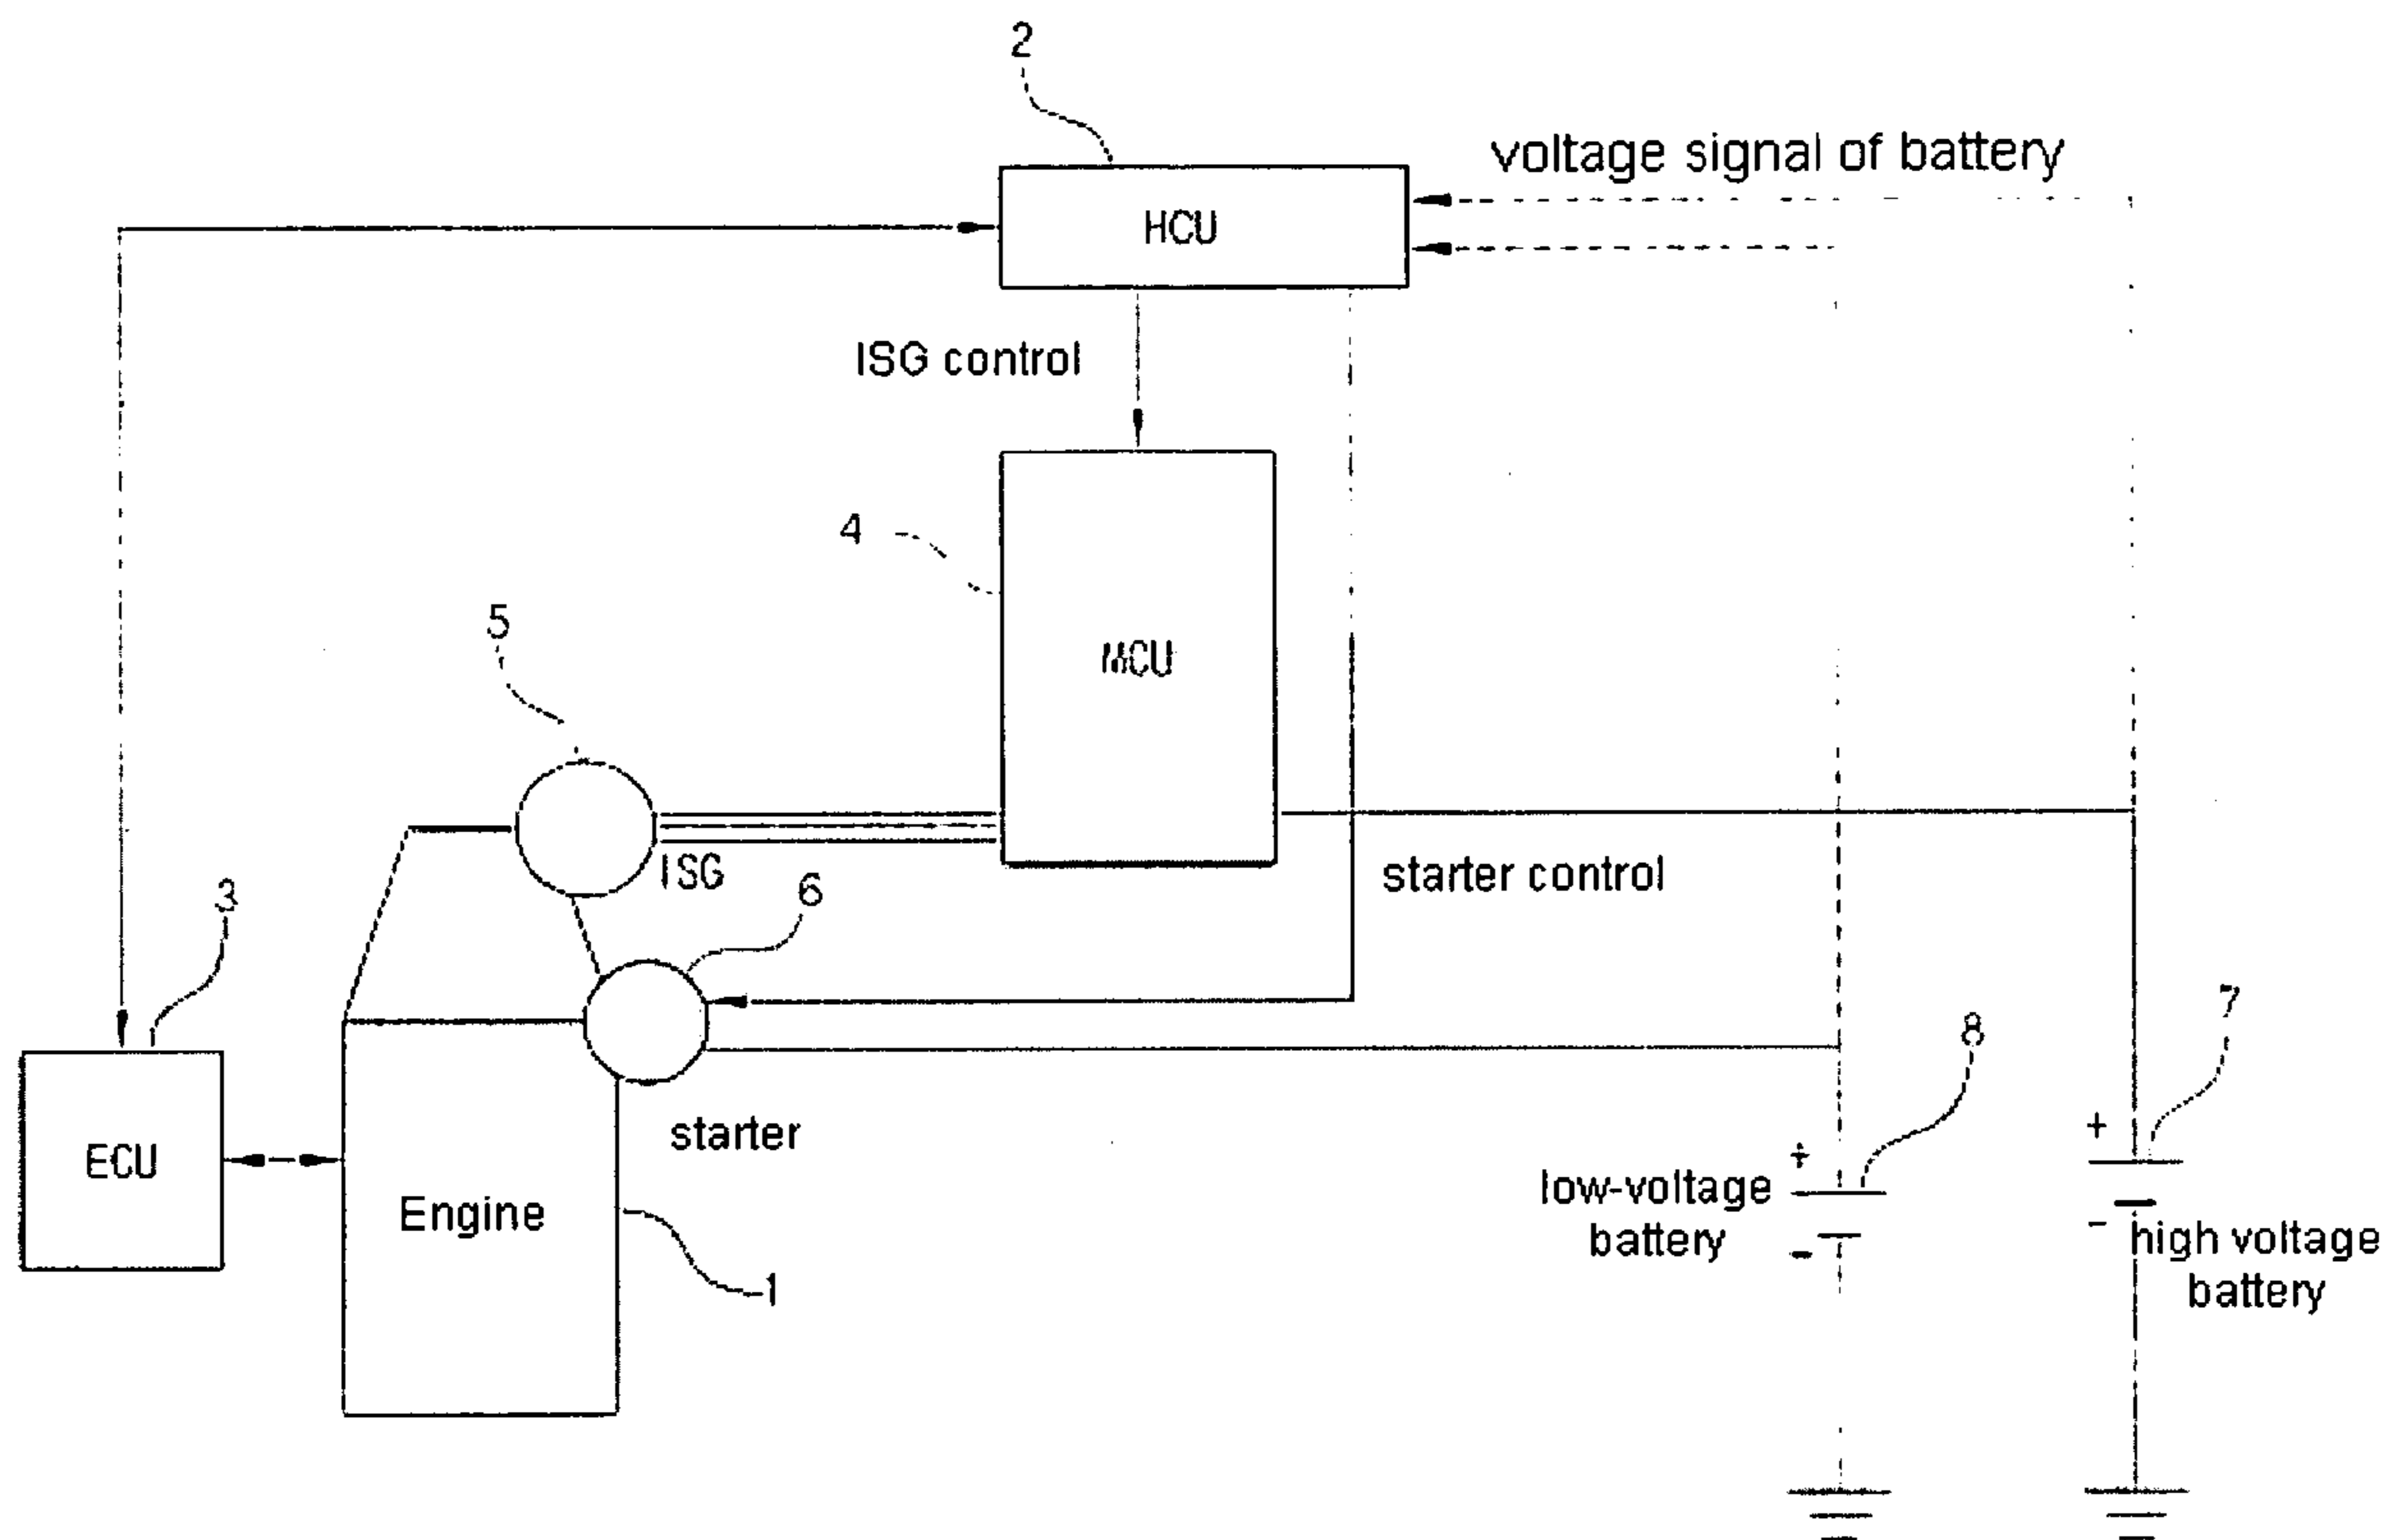 2
voltage signal of battery
HCU
ISG control
4
5
MCU
ISG
6
starter control
3
7
8
+
starter
+
ECU
low-voltage
battery
Engine
-
high voltage
battery
-
1